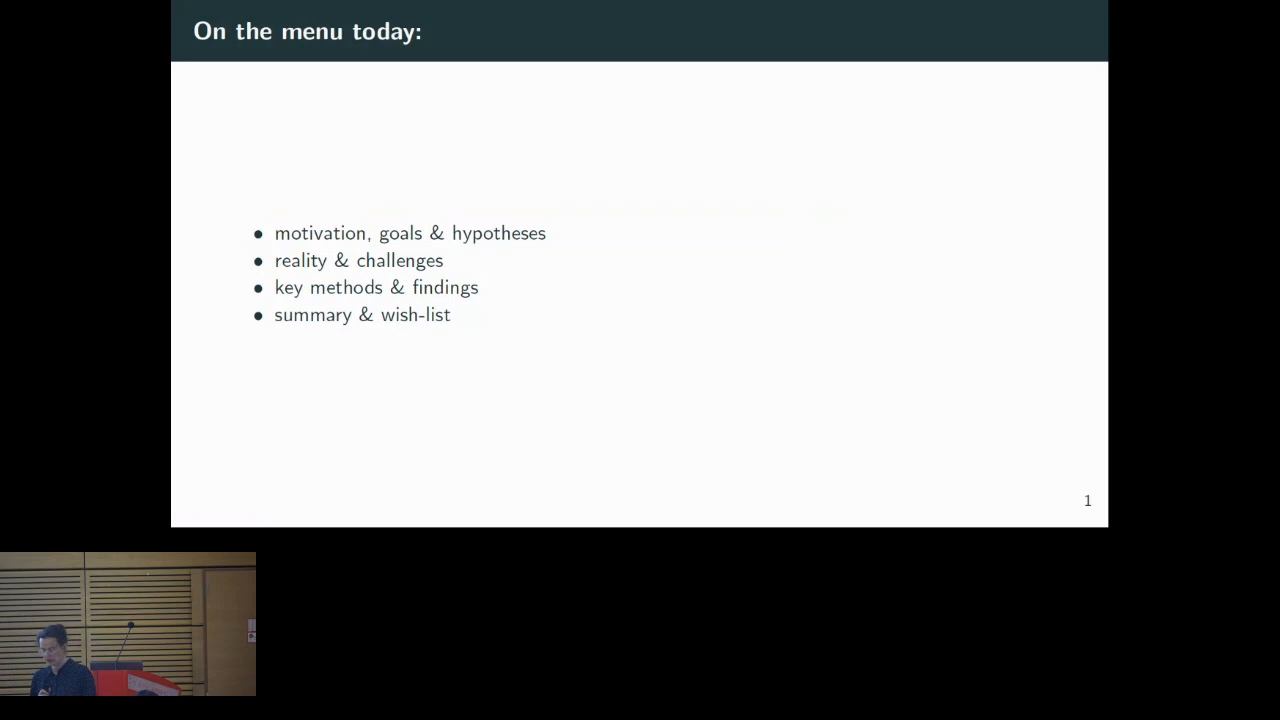 On the menu today:
• motivation, goals & hypotheses
• reality & challenges
• key methods & findings
• summary & wish-list
1